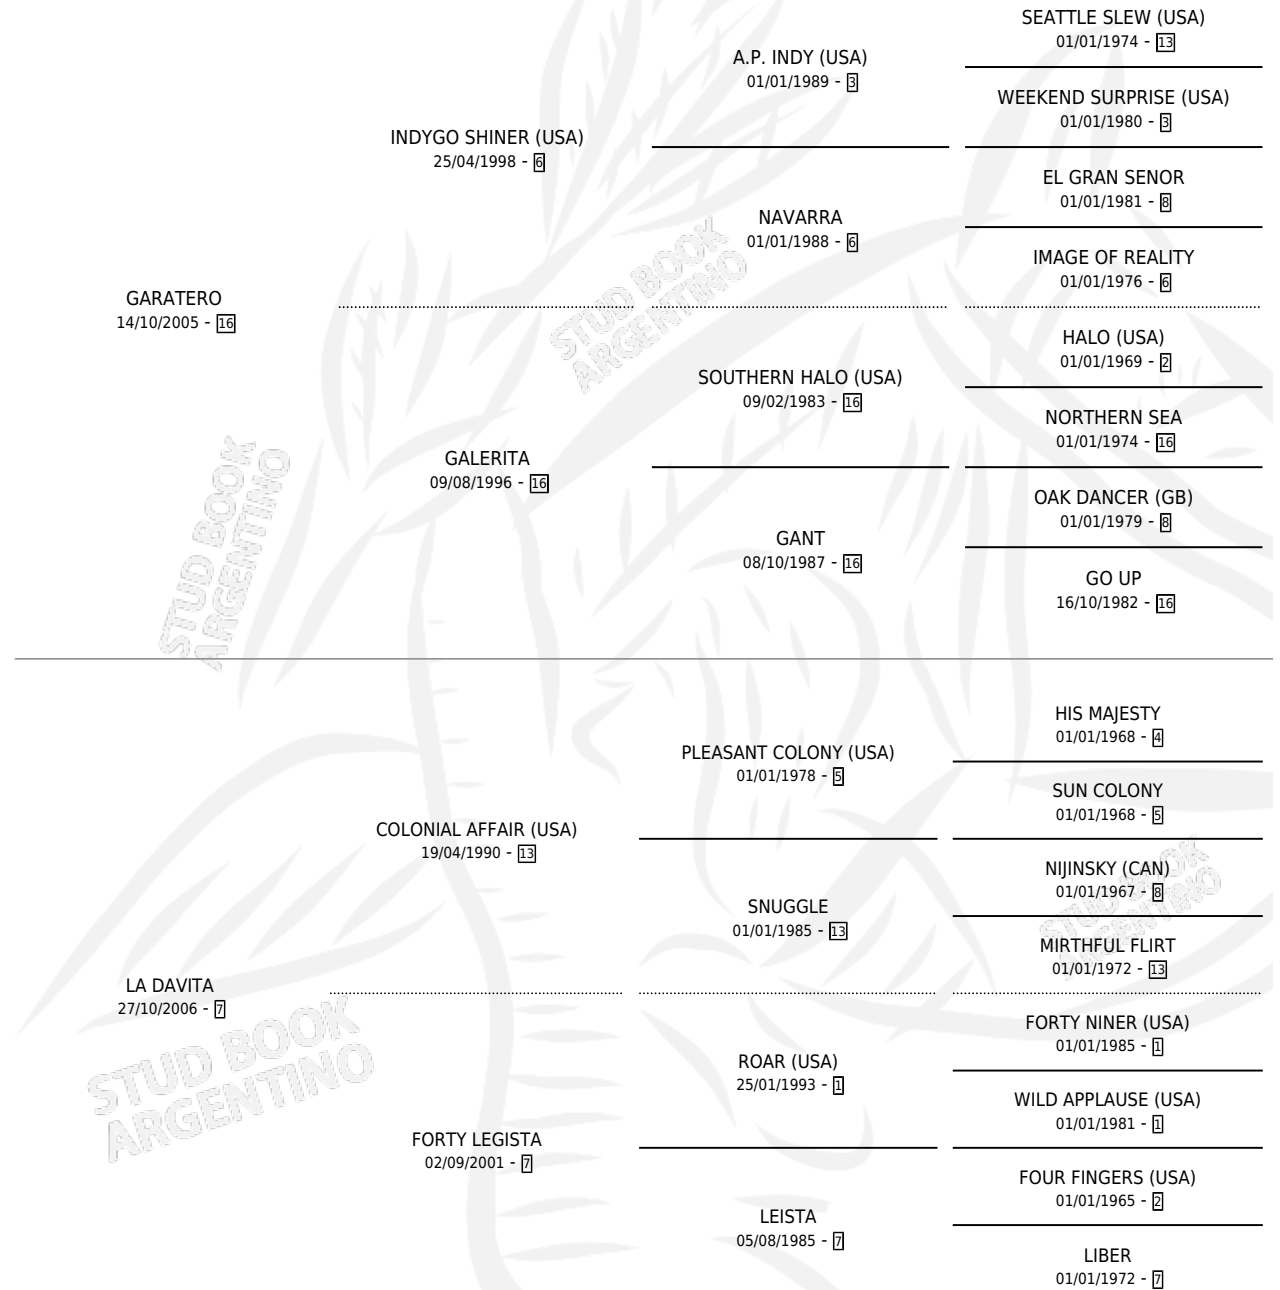 SEATTLE SLEW (USA)
01/01/1974 - 13
A.P. INDY (USA)
01/01/1989 - 3
WEEKEND SURPRISE (USA)
01/01/1980 - 3
INDYGO SHINER (USA)
25/04/1998 - 6
EL GRAN SENOR
01/01/1981 - 8
NAVARRA
01/01/1988 - 6
IMAGE OF REALITY
01/01/1976 - 6
GARATERO
14/10/2005 - 16
HALO (USA)
01/01/1969 - 2
SOUTHERN HALO (USA)
09/02/1983 - 16
NORTHERN SEA
01/01/1974 - 16
GALERITA
09/08/1996 - 16
OAK DANCER (GB)
01/01/1979 - 8
GANT
08/10/1987 - 16
GO UP
16/10/1982 - 16
HIS MAJESTY
01/01/1968 - 4
PLEASANT COLONY (USA)
01/01/1978 - 5
SUN COLONY
01/01/1968 - 5
COLONIAL AFFAIR (USA)
19/04/1990 - 13
NIJINSKY (CAN)
01/01/1967 - 8
SNUGGLE
01/01/1985 - 13
MIRTHFUL FLIRT
01/01/1972 - 13
LA DAVITA
27/10/2006 - 7
FORTY NINER (USA)
01/01/1985 - 1
ROAR (USA)
25/01/1993 - 1
WILD APPLAUSE (USA)
01/01/1981 - 1
FORTY LEGISTA
02/09/2001 - 7
FOUR FINGERS (USA)
01/01/1965 - 2
LEISTA
05/08/1985 - 7
LIBER
01/01/1972 - 7
STUD BOOK
ARGENTINO
STUD BOOK
ARGENTINO
STUD BOOK
ARGENTINO
STUD BOOK
ARGENTINO